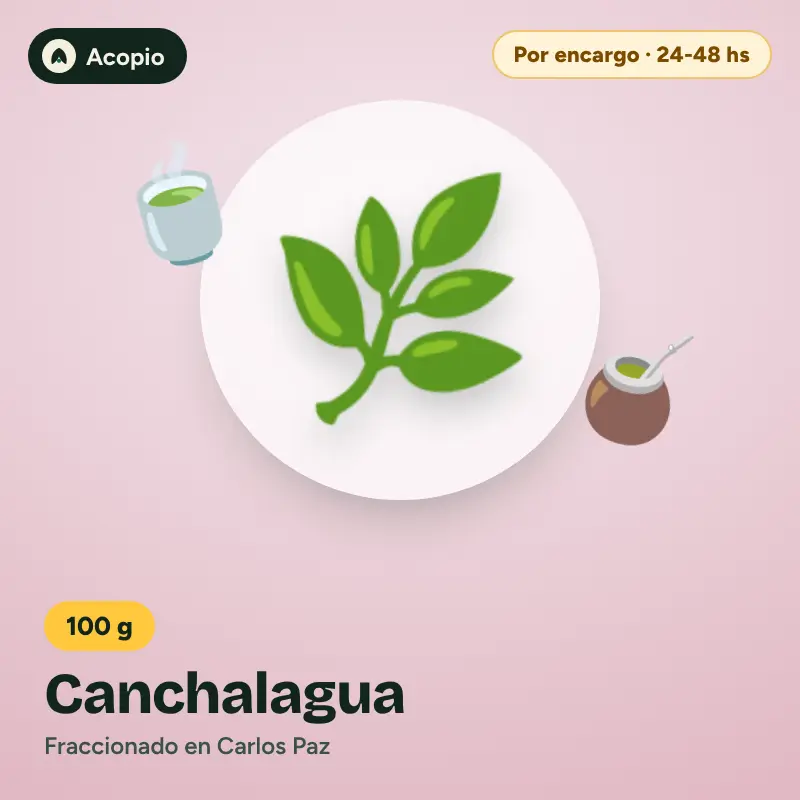 Acopio
Por encargo · 24-48 hs
100 g
Canchalagua
Fraccionado en Carlos Paz